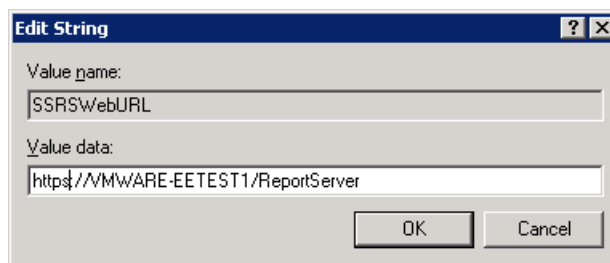 Edit String
? X
Value name:
SSRSWebURL
Value data:
https://VMWARE-EETEST1/ReportServer
OK Cancel